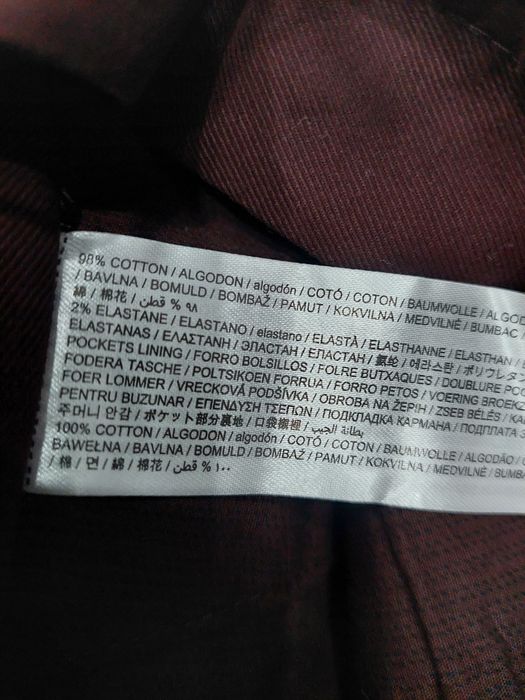 98% COTTON / ALGODON / algodón / COTÓ / COTON / BAUMWOLLE / ALGOD
/ BAVLNA / BOMULD / BOMBAŽ / PAMUT / KOKVILNA / MEDVILNĖ / BUMBAC /
綿 / 棉花 / قطن % ٩٨
2% ELASTANE / ELASTANO / elastano / ELASTÀ / ELASTHANNE / ELASTHAN /
ELASTANAS / ΕΛΑΣΤΑΝΗ / ЭЛАСТАН / ЕЛАСТАН / 氨纶 / 에라스탄 / ポリウレタ
POCKETS LINING / FORRO BOLSILLOS / FOLRE BUTXAQUES / DOUBLURE POC
FODERA TASCHE / POLTSIKOEN FORRUA / FORRO PETOS / VOERING BROEKZ
FOER LOMMER / VRECKOVÁ PODŠÍVKA / OBROBA NA ŽEPIH / ZSEB BÉLÉS / KA
PENTRU BUZUNAR / ΕΠΕΝΔΥΣΗ ΤΣΕΠΩΝ / ПОДКЛАДКА КАРМАНА / ПОДПЛАТА
주머니 안감 / ポケット部分裏地 / 口袋襯裡 / بطانة الجيب
100% COTTON / ALGODON / algodón / COTÓ / COTON / BAUMWOLLE / ALGODÃO / C
BAWEŁNA / BAVLNA / BOMULD / BOMBAŽ / PAMUT / KOKVILNA / MEDVILNĖ / BUMB
/ 棉 / 면 / 綿 / 棉花 / قطن % ١٠٠